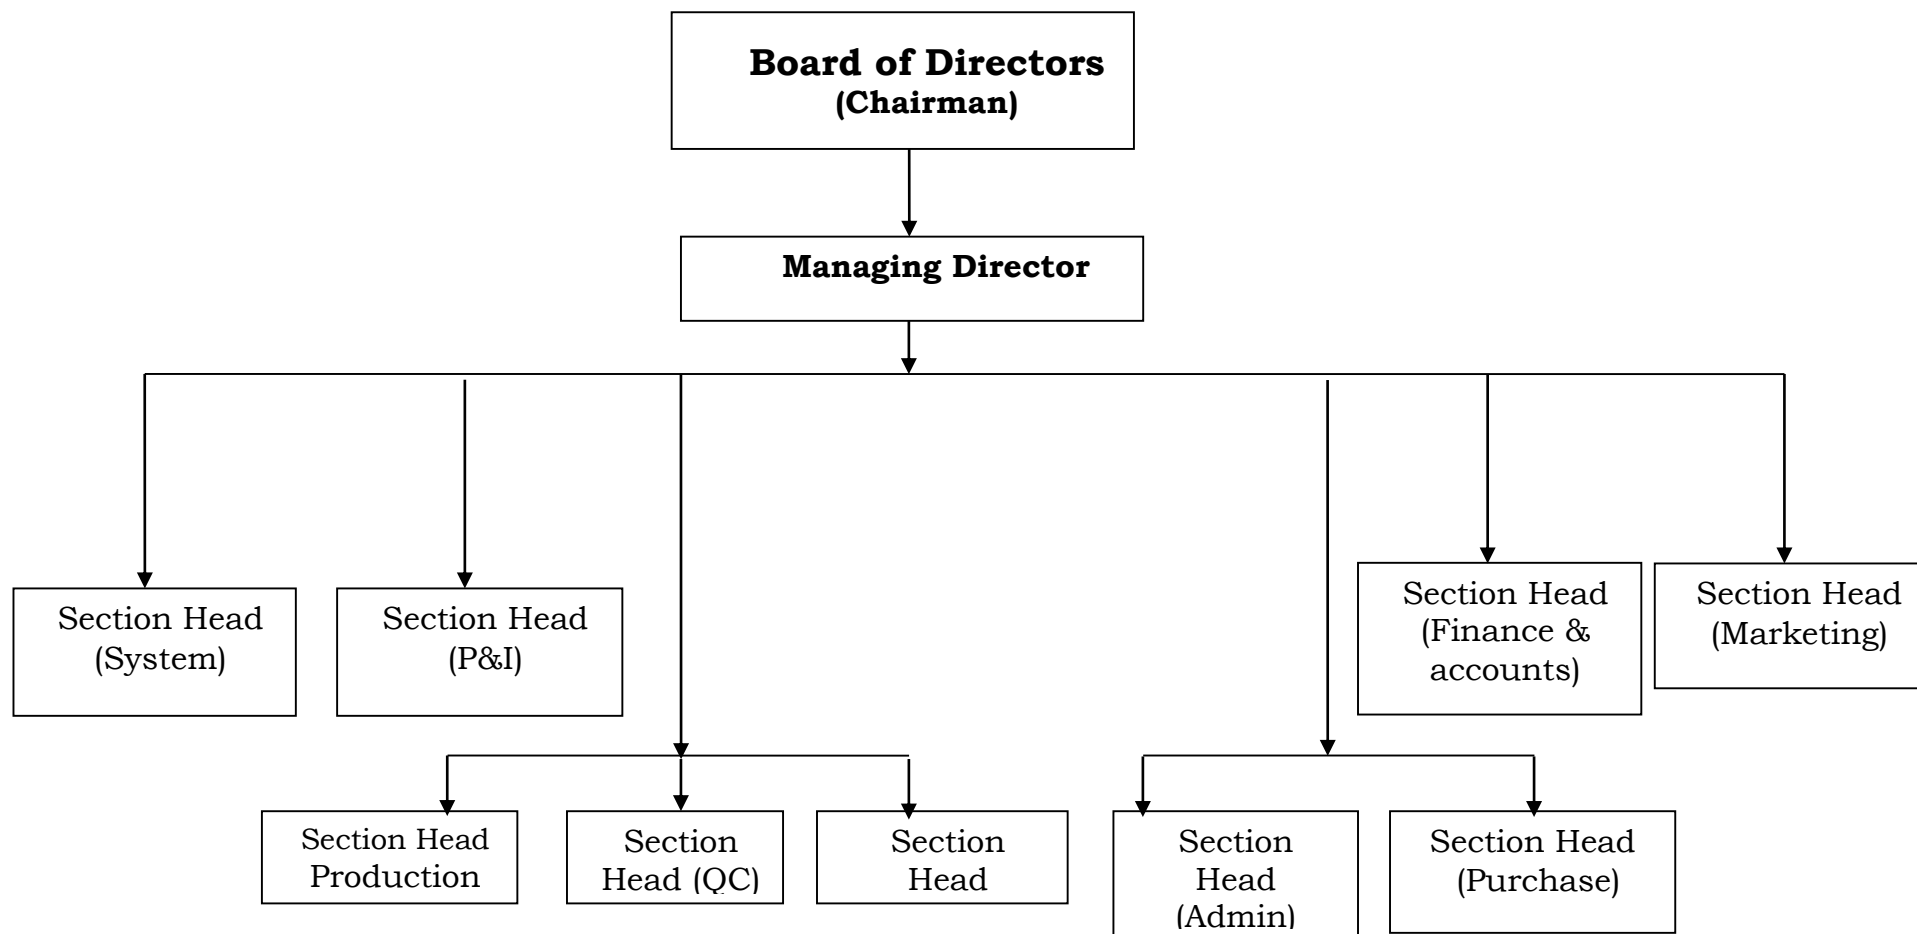 Board of Directors
(Chairman)
Managing Director
Section Head
(System)
Section Head
(P&I)
Section Head
(Finance &
accounts)
Section Head
(Marketing)
Section Head
Production
Section
Head (QC)
Section
Head
Section
Head
(Admin)
Section Head
(Purchase)